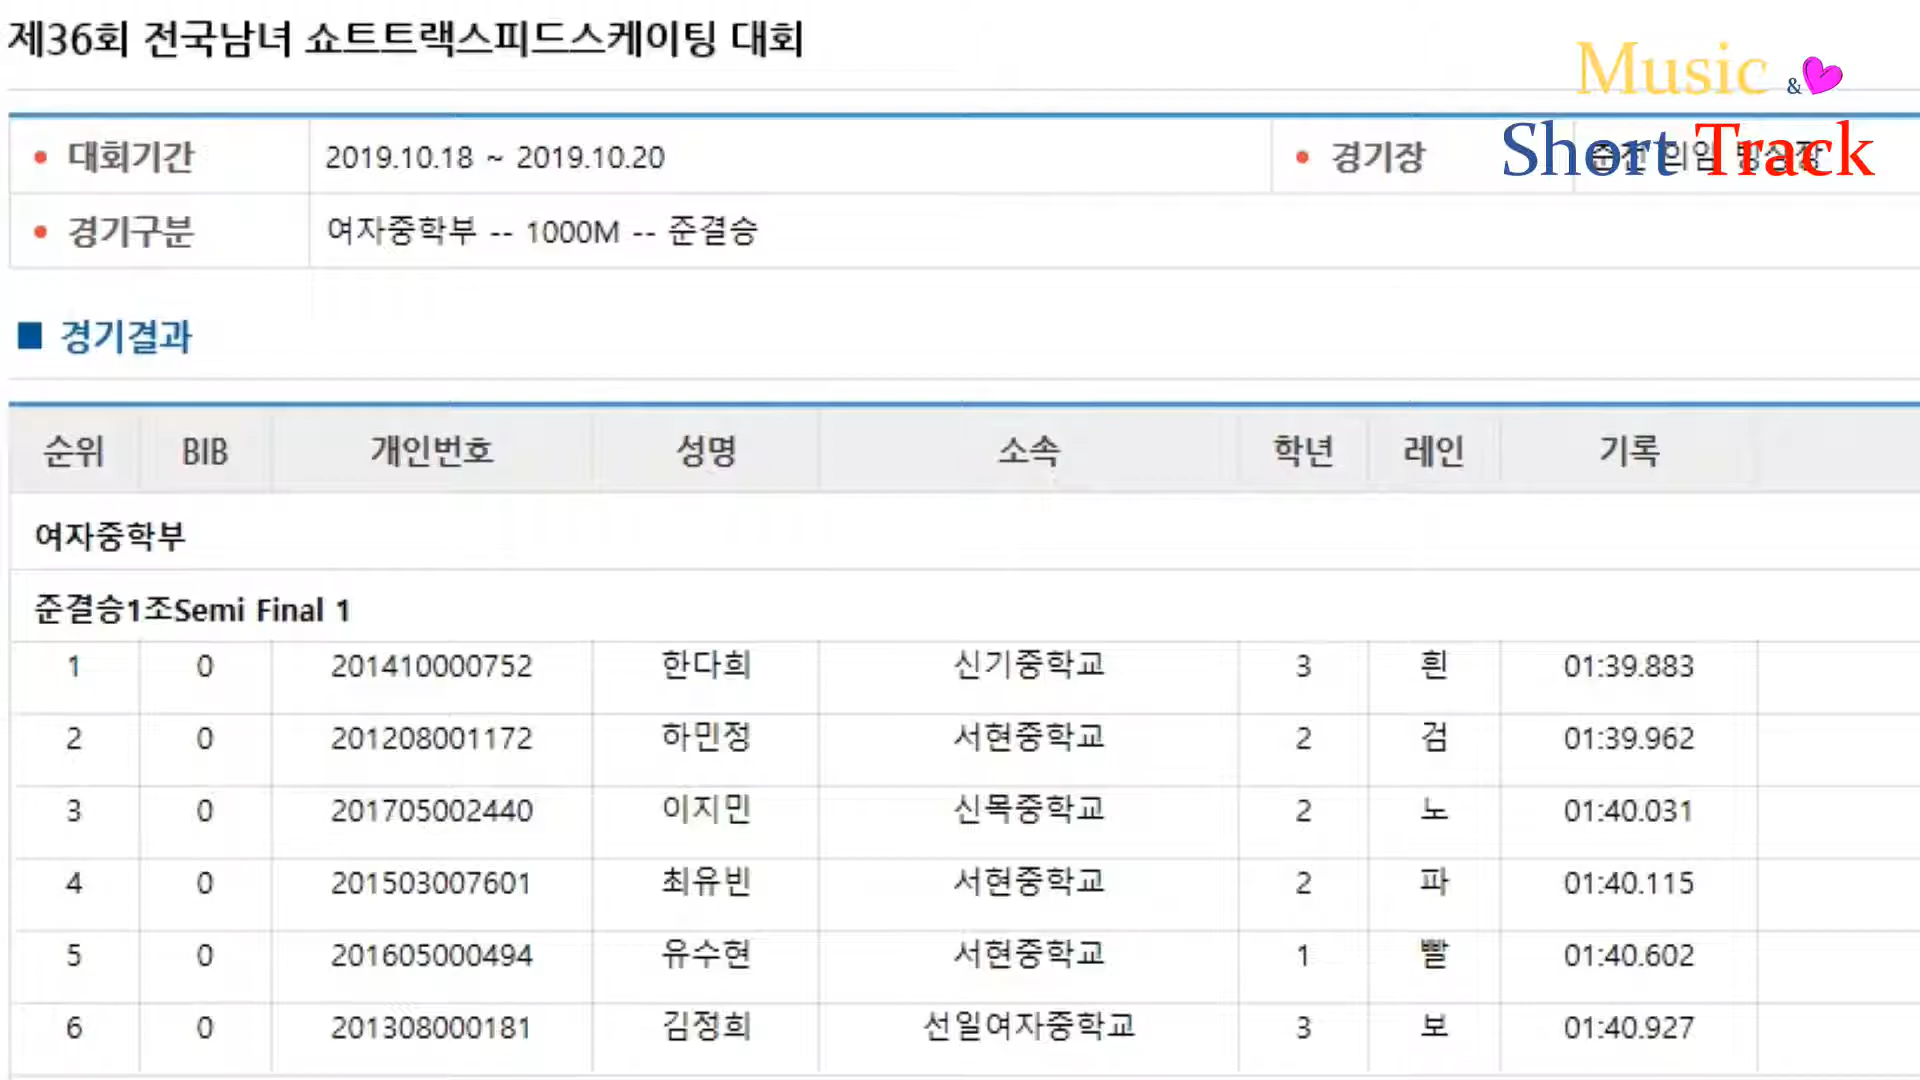 제36회 전국남녀 쇼트트랙스피드스케이팅 대회
Music &
Short Track
대회기간 2019.10.18 ~ 2019.10.20 경기장
경기구분 여자중학부 -- 1000M -- 준결승
경기결과
순위 BIB 개인번호 성명 소속 학년 레인 기록
여자중학부
준결승1조Semi Final 1
1 0 201410000752 한다희 신기중학교 3 흰 01:39.883
2 0 201208001172 하민정 서현중학교 2 검 01:39.962
3 0 201705002440 이지민 신목중학교 2 노 01:40.031
4 0 201503007601 최유빈 서현중학교 2 파 01:40.115
5 0 201605000494 유수현 서현중학교 1 빨 01:40.602
6 0 201308000181 김정희 선일여자중학교 3 보 01:40.927